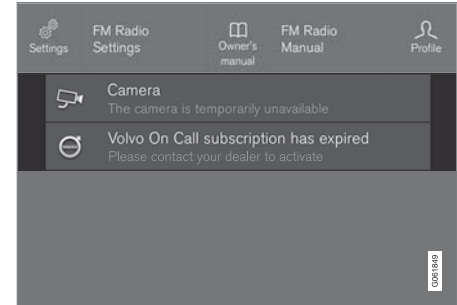 Settings
FM Radio
Settings
Owner's
manual
FM Radio
Manual
Profile
Camera
The camera is temporarily unavailable
Volvo On Call subscription has expired
Please contact your dealer to activate
G061849